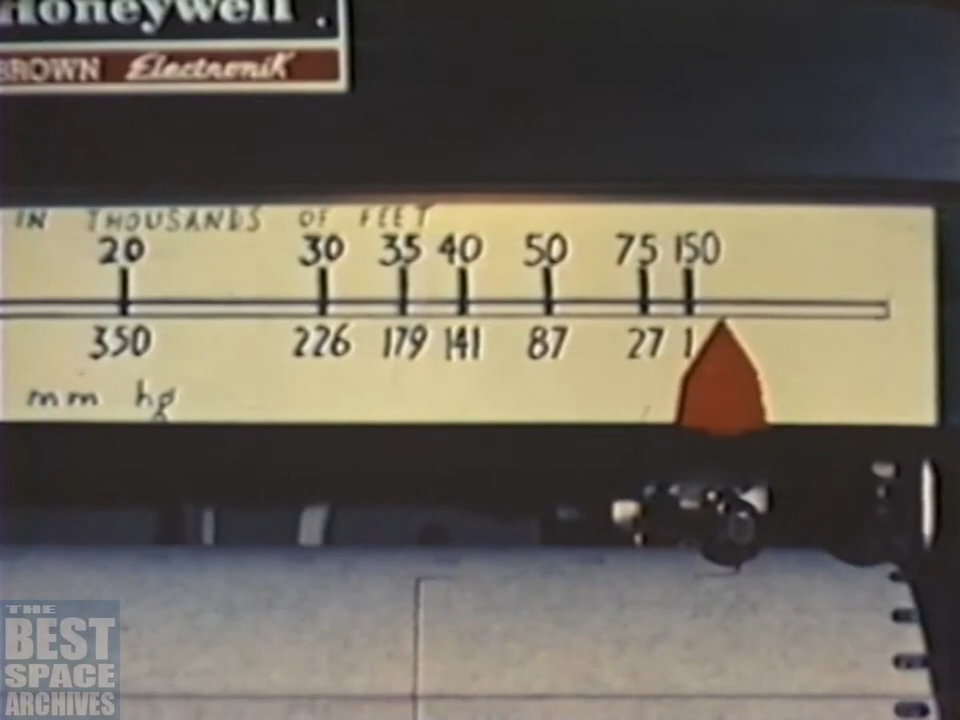 Honeywell
BROWN ElectroniK
IN THOUSANDS OF FEET
20 30 35 40 50 75 150
350 226 179 141 87 27 1
mm hg
THE
BEST
SPACE
ARCHIVES